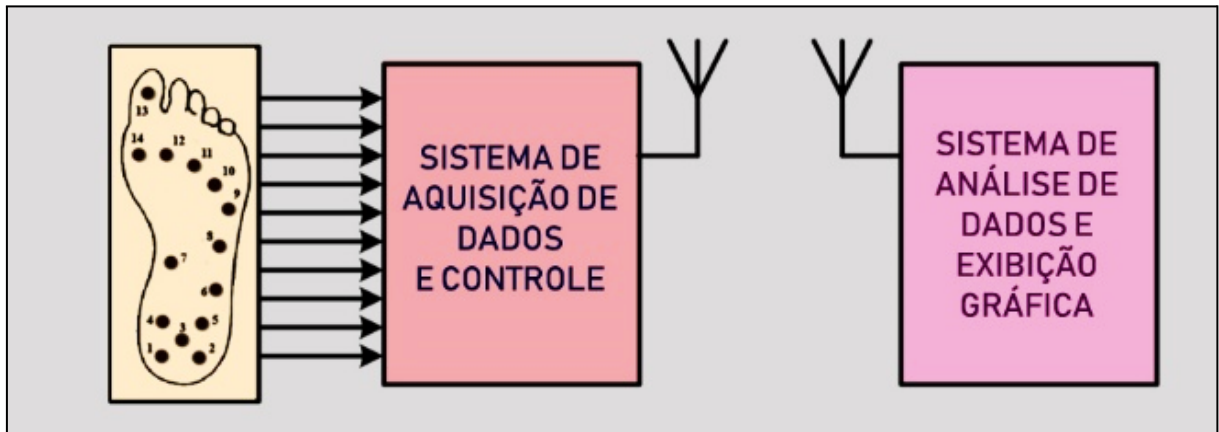 13
14
12
11
10
9
8
7
6
4
5
3
1
2
SISTEMA DE
AQUISIÇÃO DE
DADOS
E CONTROLE
SISTEMA DE
ANÁLISE DE
DADOS E
EXIBIÇÃO
GRÁFICA